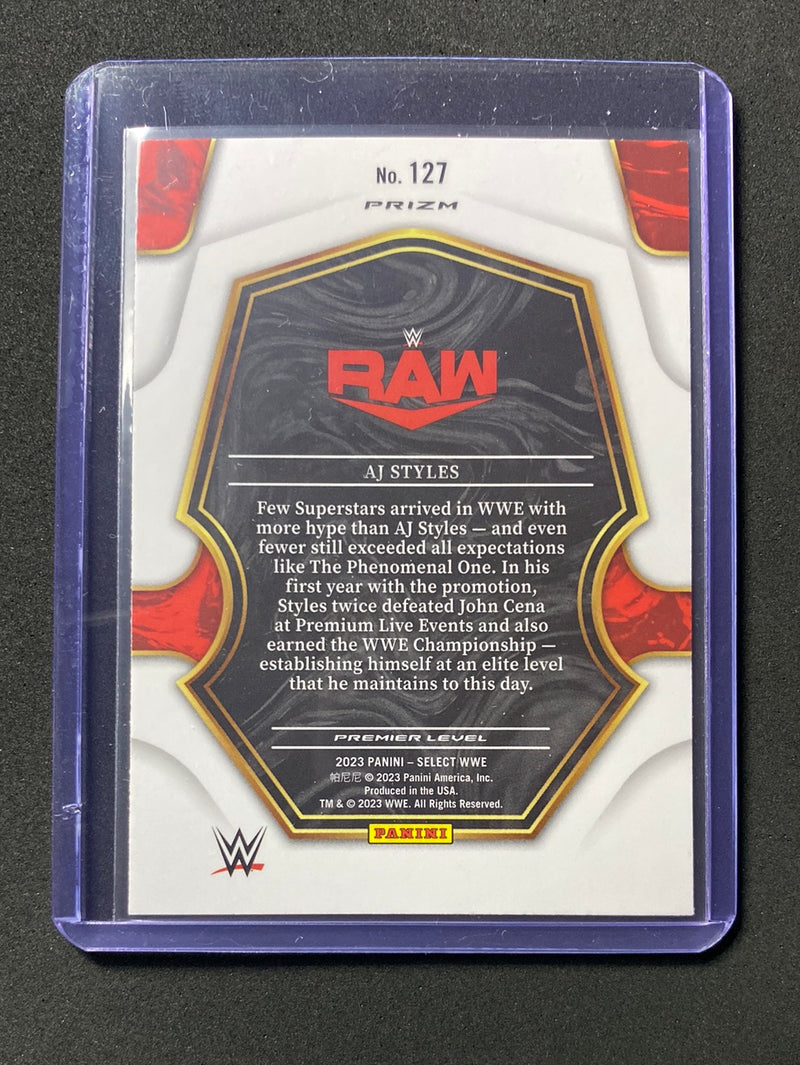 No. 127
PRIZM
W
RAW
AJ STYLES
Few Superstars arrived in WWE with
more hype than AJ Styles — and even
fewer still exceeded all expectations
like The Phenomenal One. In his
first year with the promotion,
Styles twice defeated John Cena
at Premium Live Events and also
earned the WWE Championship —
establishing himself at an elite level
that he maintains to this day.
PREMIER LEVEL
2023 PANINI – SELECT WWE
帕尼尼 © 2023 Panini America, Inc.
Produced in the USA.
TM & © 2023 WWE. All Rights Reserved.
PANINI
W